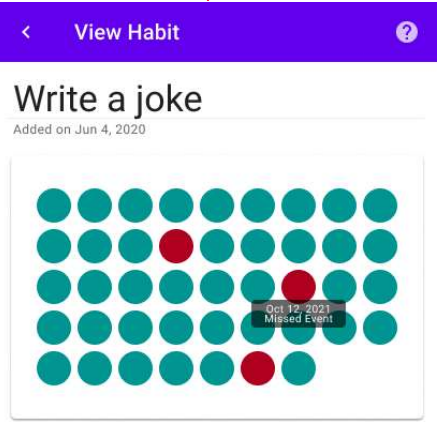 View Habit
?
Write a joke
Added on Jun 4, 2020
Oct 12, 2021
Missed Event